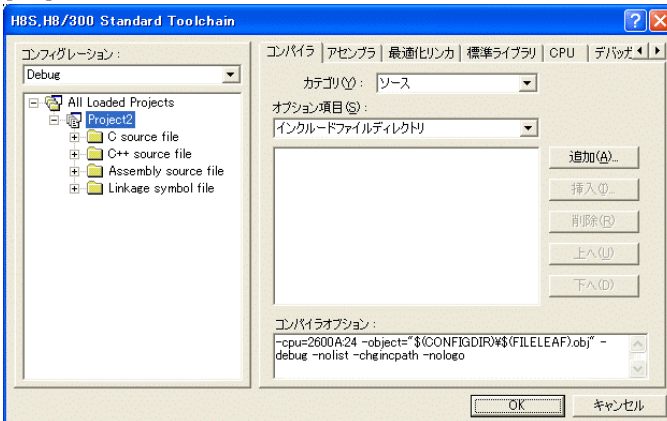 H8S,H8/300 Standard Toolchain
コンフィグレーション :
Debug
All Loaded Projects
Project2
C source file
C++ source file
Assembly source file
Linkage symbol file
コンパイラ アセンブラ 最適化リンカ 標準ライブラリ CPU デバッガ
カテゴリ(Y) : ソース
オプション項目(S) :
インクルードファイルディレクトリ
追加(A)...
挿入(I)...
削除(R)
上へ(U)
下へ(D)
コンパイラオプション :
-cpu=2600A:24 -object="$(CONFIGDIR)¥$(FILELEAF).obj" -
debug -nolist -chgincpath -nologo
OK キャンセル